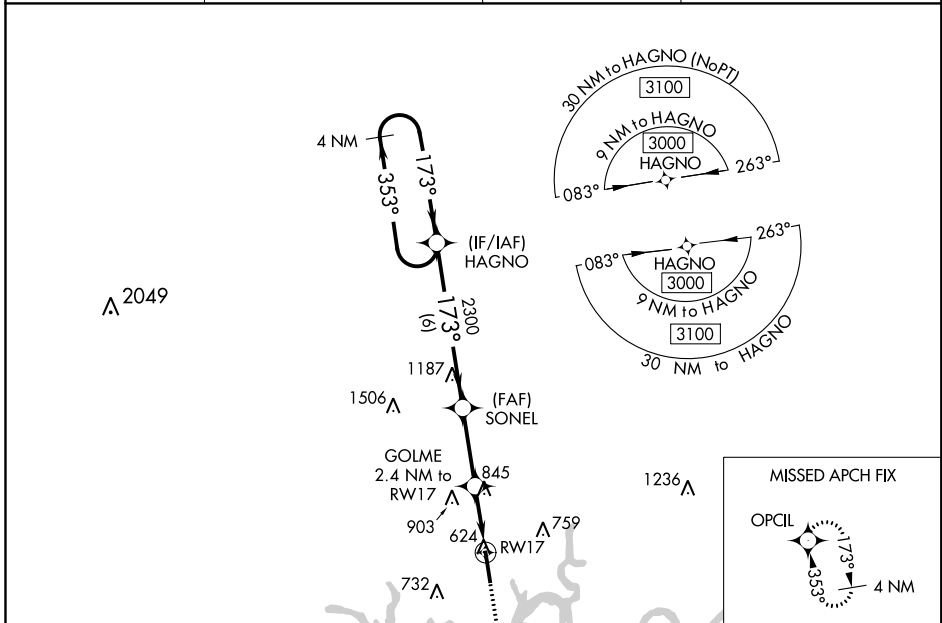 30 NM to HAGNO (NoPT)
3100
9 NM to HAGNO
3000
HAGNO
083°
263°
4 NM
173°
353°
(IF/IAF)
HAGNO
083°
263°
HAGNO
3000
9 NM to HAGNO
3100
30 NM to HAGNO
2049
2300
173°
(6)
1187
1506
(FAF)
SONEL
GOLME
2.4 NM to
RW17
845
903
1236
759
624
RW17
732
MISSED APCH FIX
OPCIL
173°
353°
4 NM